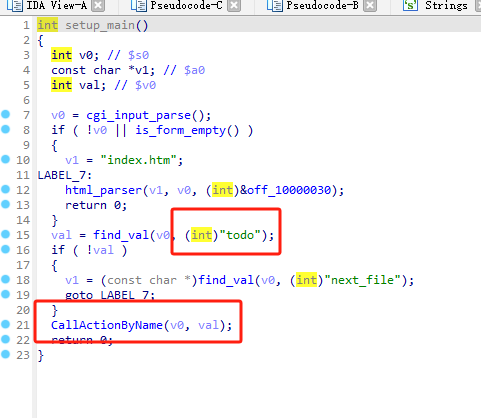 IDA View-A Pseudocode-C Pseudocode-B Strings
1 int setup_main()
2 {
3 int v0; // $s0
4 const char *v1; // $a0
5 int val; // $v0
6
7 v0 = cgi_input_parse();
8 if ( !v0 || is_form_empty() )
9 {
10 v1 = "index.htm";
11 LABEL_7:
12 html_parser(v1, v0, (int)&off_10000030);
13 return 0;
14 }
15 val = find_val(v0, (int)"todo");
16 if ( !val )
17 {
18 v1 = (const char *)find_val(v0, (int)"next_file");
19 goto LABEL_7;
20 }
21 CallActionByName(v0, val);
22 return 0;
23 }